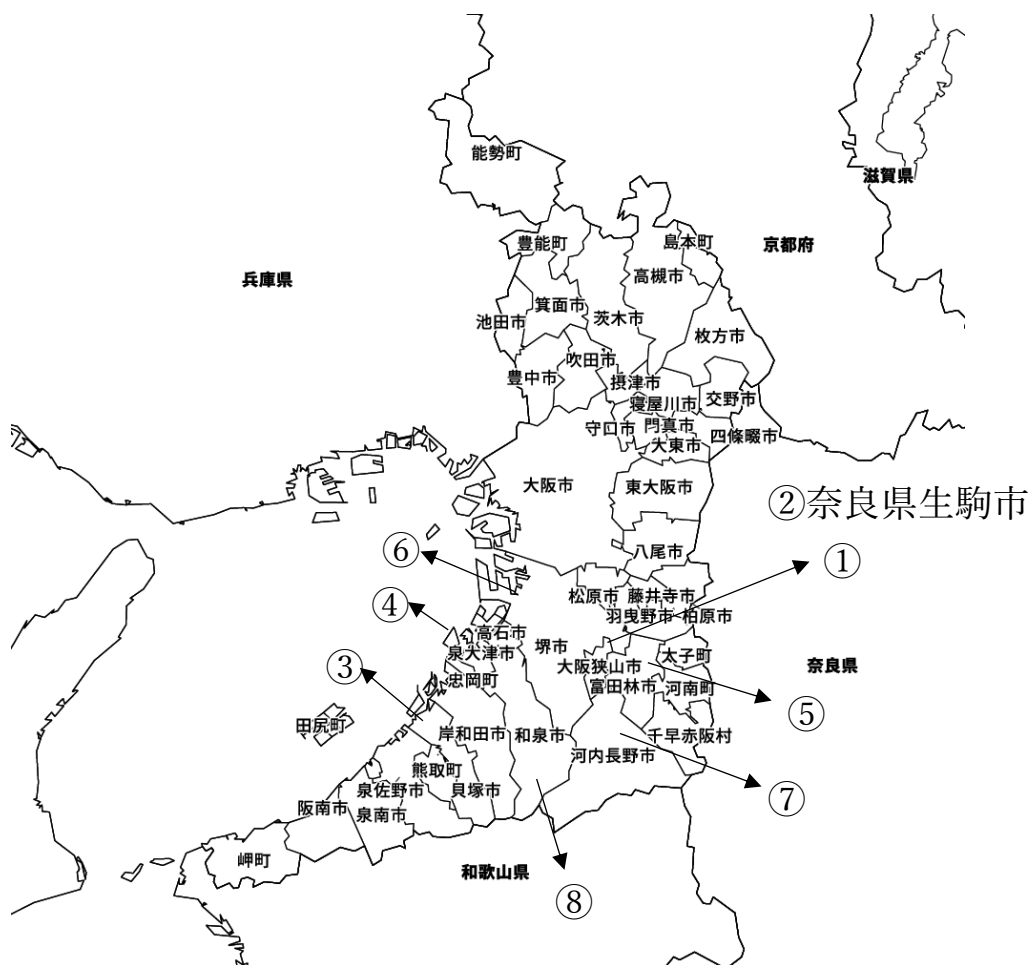 能勢町
滋賀県
島本町
京都府
豊能町
高槻市
兵庫県
箕面市
池田市
茨木市
枚方市
吹田市
豊中市
摂津市
交野市
寝屋川市
守口市
門真市
四條畷市
大東市
大阪市
東大阪市
②奈良県生駒市
八尾市
⑥
①
松原市
藤井寺市
④
羽曳野市
柏原市
高石市
堺市
泉大津市
太子町
大阪狭山市
奈良県
③
忠岡町
富田林市
河南町
⑤
田尻町
岸和田市
和泉市
千早赤阪村
河内長野市
熊取町
泉佐野市
貝塚市
⑦
阪南市
泉南市
岬町
和歌山県
⑧